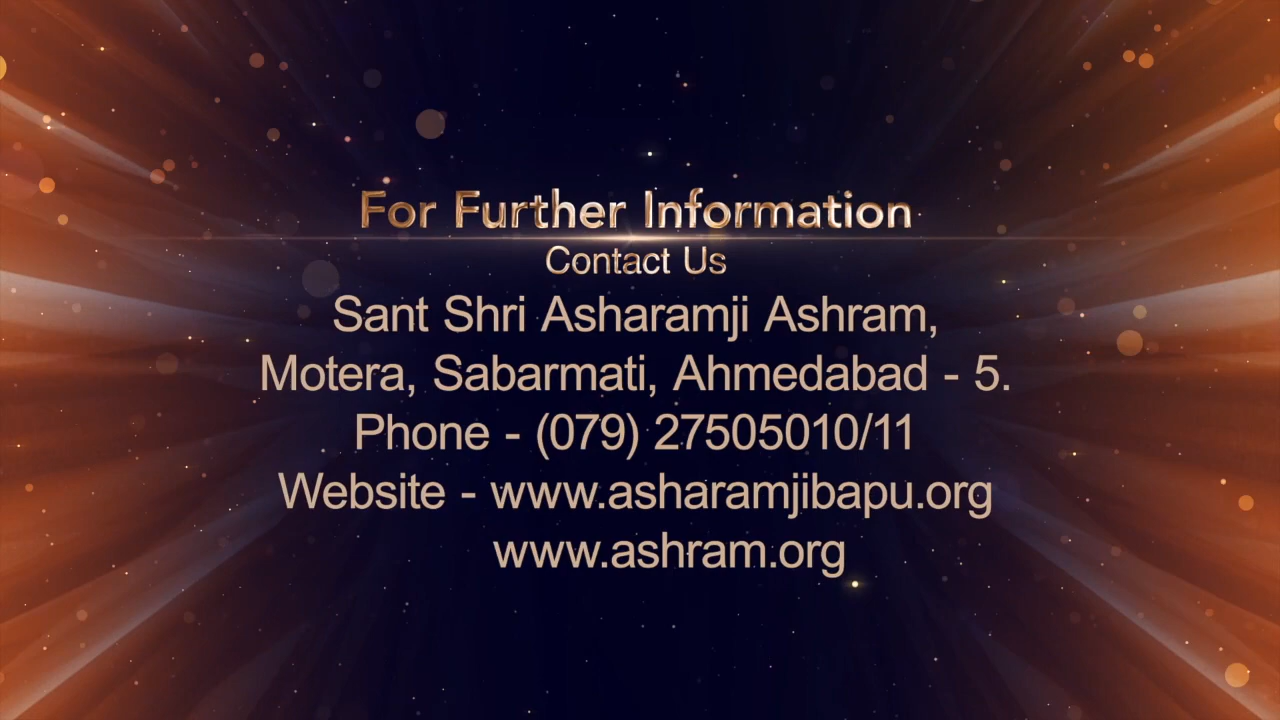 For Further Information
Contact Us
Sant Shri Asharamji Ashram,
Motera, Sabarmati, Ahmedabad - 5.
Phone - (079) 27505010/11
Website - www.asharamjibapu.org
www.ashram.org